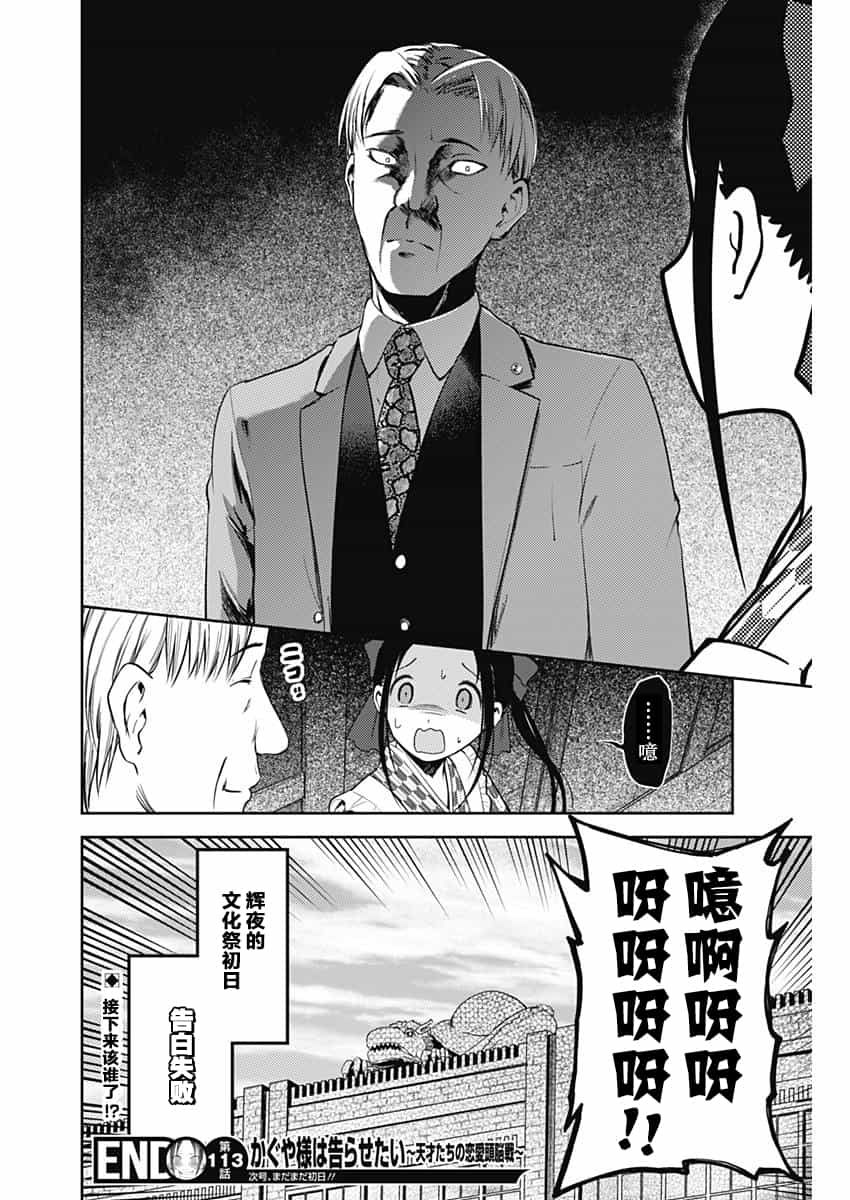 ニコッ
……噫
噫啊呀呀
呀呀呀呀!!
辉夜的
文化祭初日
告白失败
◆接下来该谁了!?
END
第113話
かぐや様は告らせたい～天才たちの恋愛頭脳戦～
次号、まだまだ初日!!